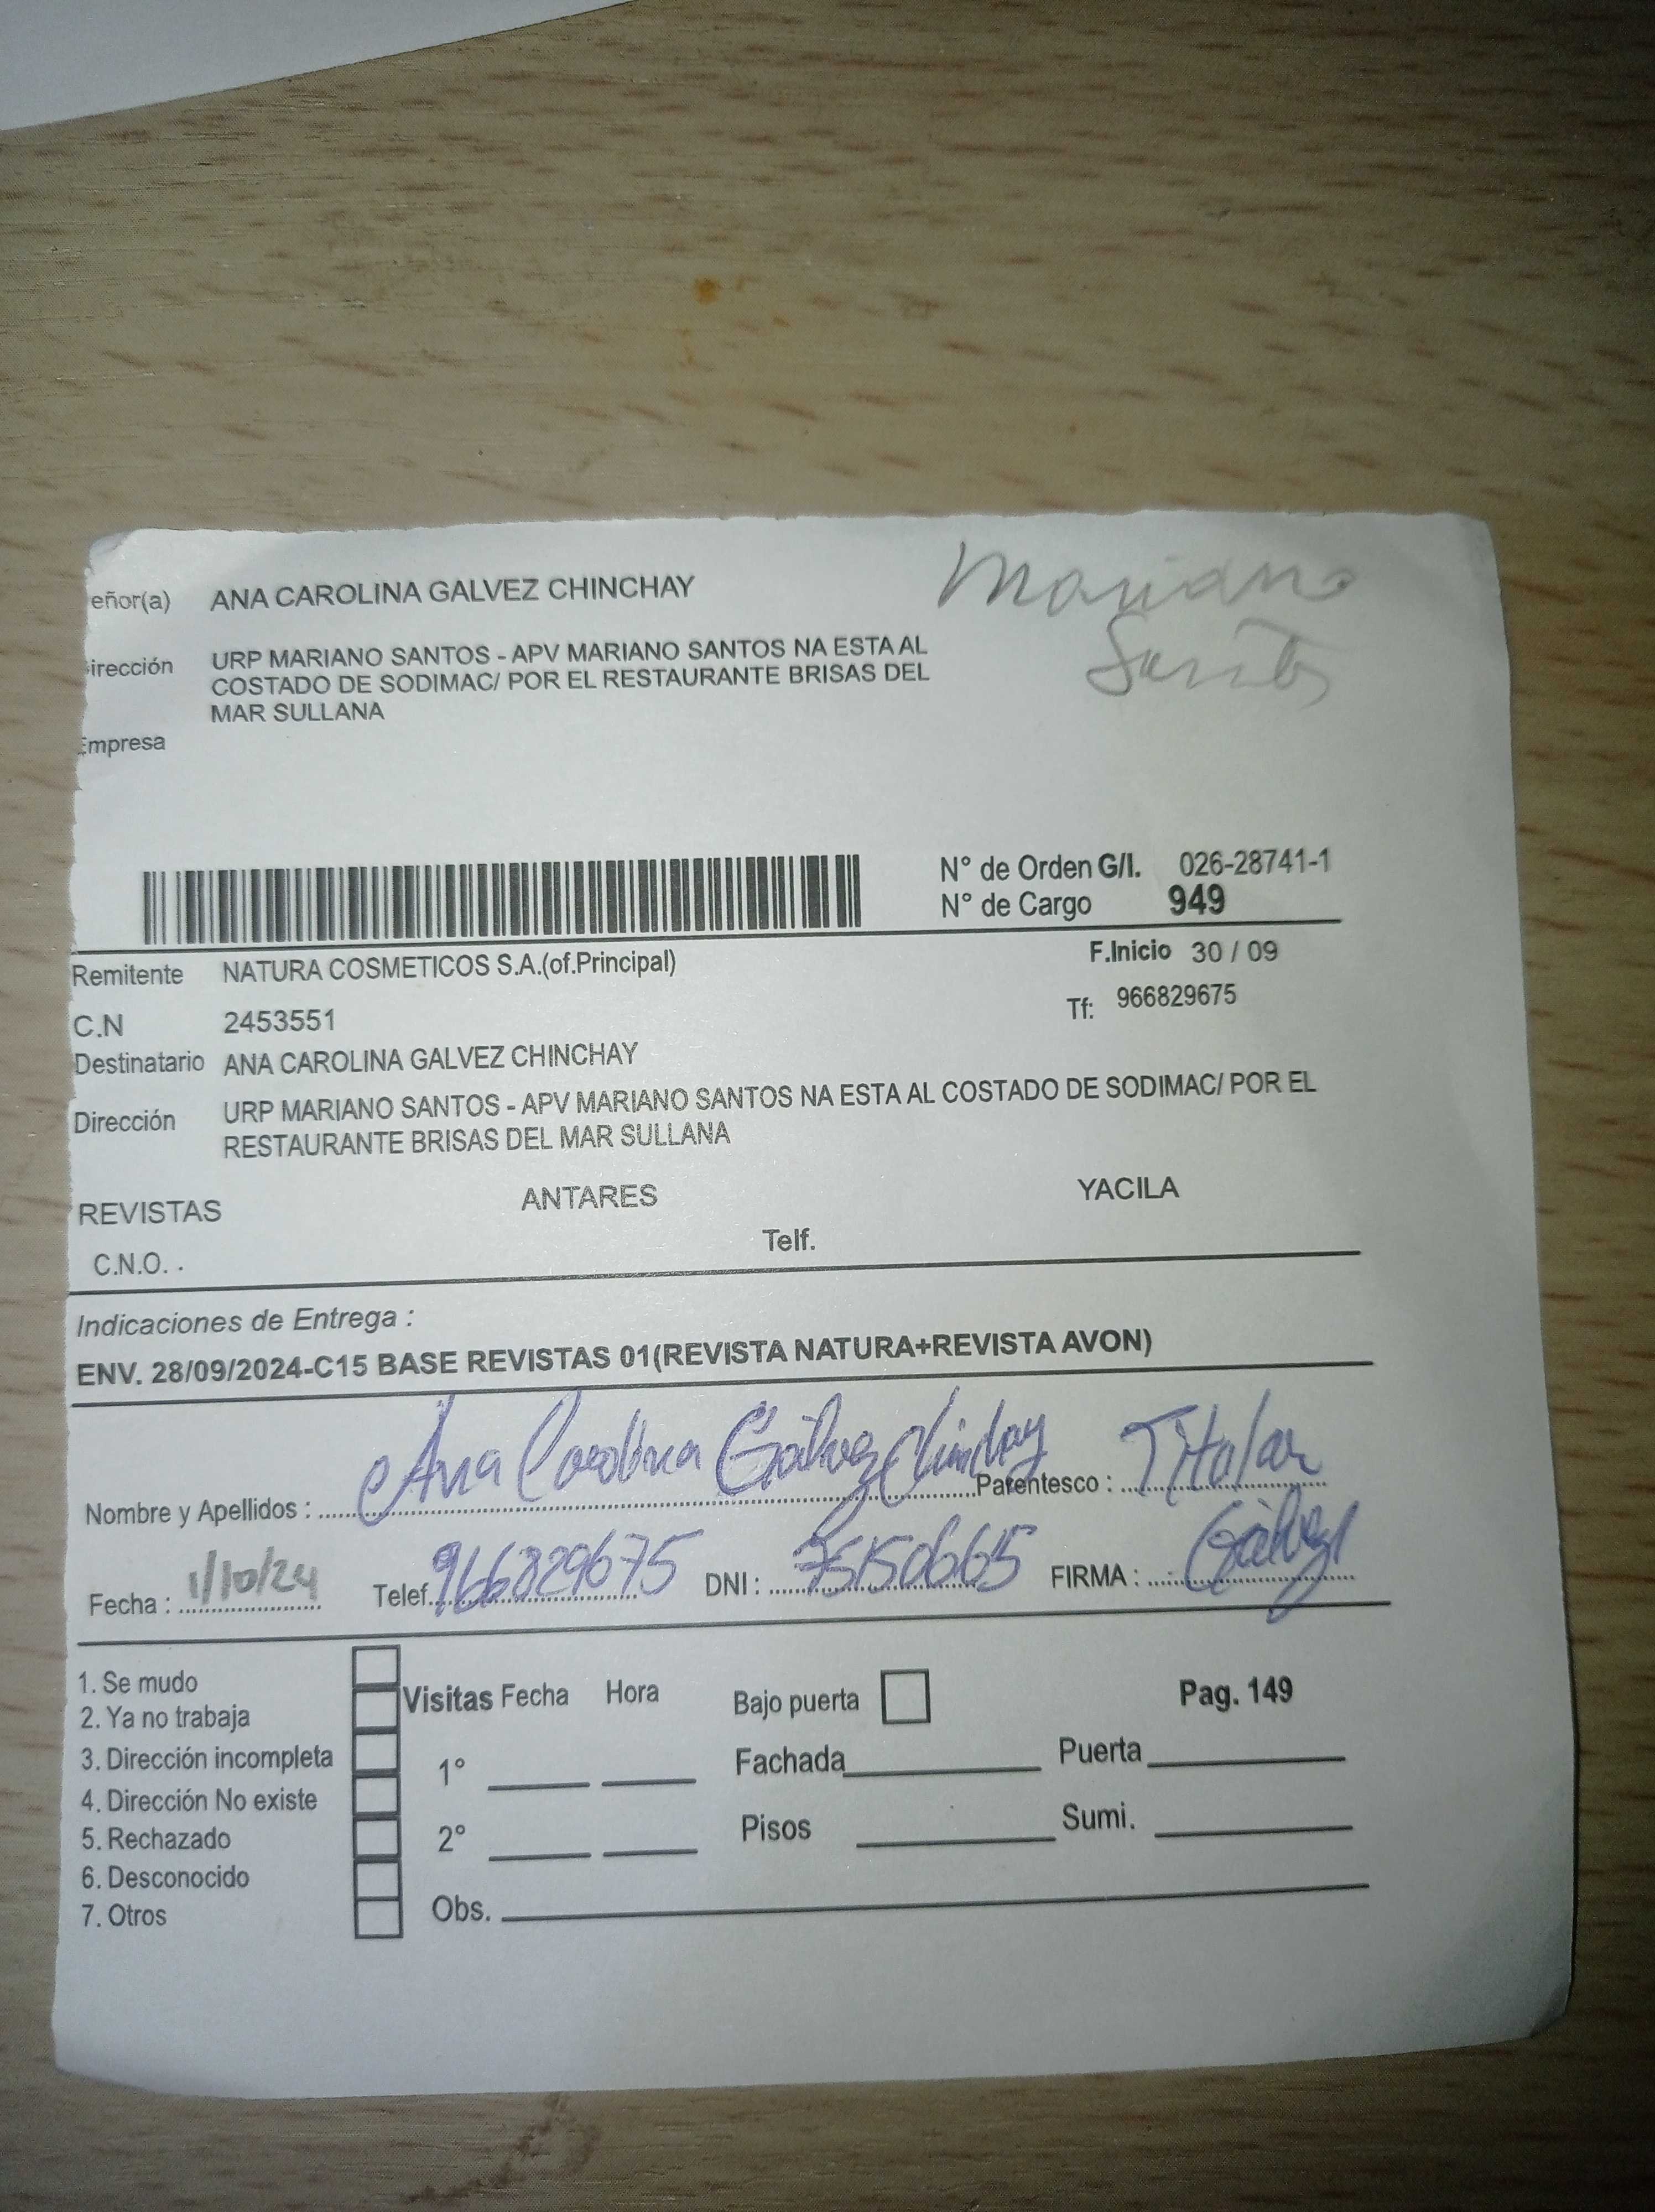 eñor(a) ANA CAROLINA GALVEZ CHINCHAY
Mariano
Santos
irección URP MARIANO SANTOS - APV MARIANO SANTOS NA ESTA AL
COSTADO DE SODIMAC/ POR EL RESTAURANTE BRISAS DEL
MAR SULLANA
Empresa
N° de Orden G/I. 026-28741-1
N° de Cargo 949
Remitente NATURA COSMETICOS S.A.(of.Principal) F.Inicio 30 / 09
C.N 2453551 Tf: 966829675
Destinatario ANA CAROLINA GALVEZ CHINCHAY
Dirección URP MARIANO SANTOS - APV MARIANO SANTOS NA ESTA AL COSTADO DE SODIMAC/ POR EL
RESTAURANTE BRISAS DEL MAR SULLANA
REVISTAS ANTARES YACILA
C.N.O. . Telf.
Indicaciones de Entrega :
ENV. 28/09/2024-C15 BASE REVISTAS 01(REVISTA NATURA+REVISTA AVON)
Nombre y Apellidos : Ana Carolina Gálvez Chinchay Parentesco : Titular
Fecha : 1/10/24 Telef. 966829675 DNI : 75150665 FIRMA : Gálvez
1. Se mudo
2. Ya no trabaja
3. Dirección incompleta
4. Dirección No existe
5. Rechazado
6. Desconocido
7. Otros
Visitas Fecha Hora Bajo puerta Pag. 149
1° Fachada Puerta
2° Pisos Sumi.
Obs.